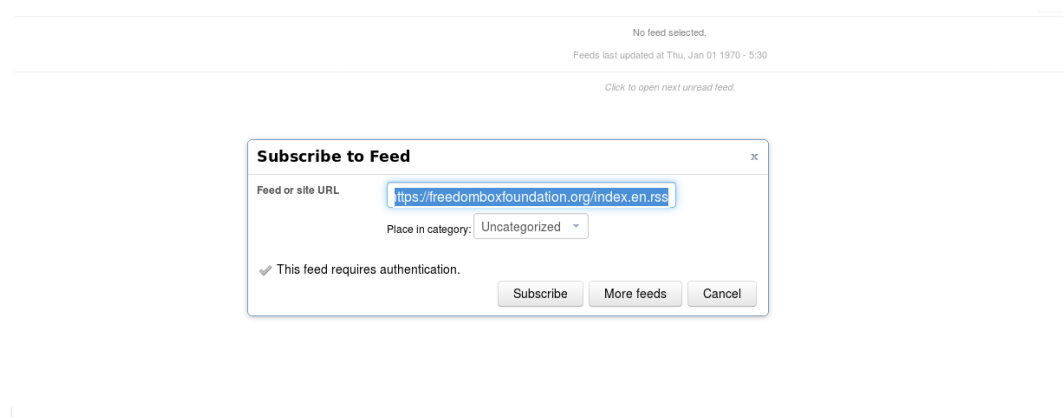 No feed selected.
Feeds last updated at Thu, Jan 01 1970 - 5:30
Click to open next unread feed.
Subscribe to Feed x
Feed or site URL ttps://freedomboxfoundation.org/index.en.rss
Place in category: Uncategorized
This feed requires authentication.
Subscribe More feeds Cancel